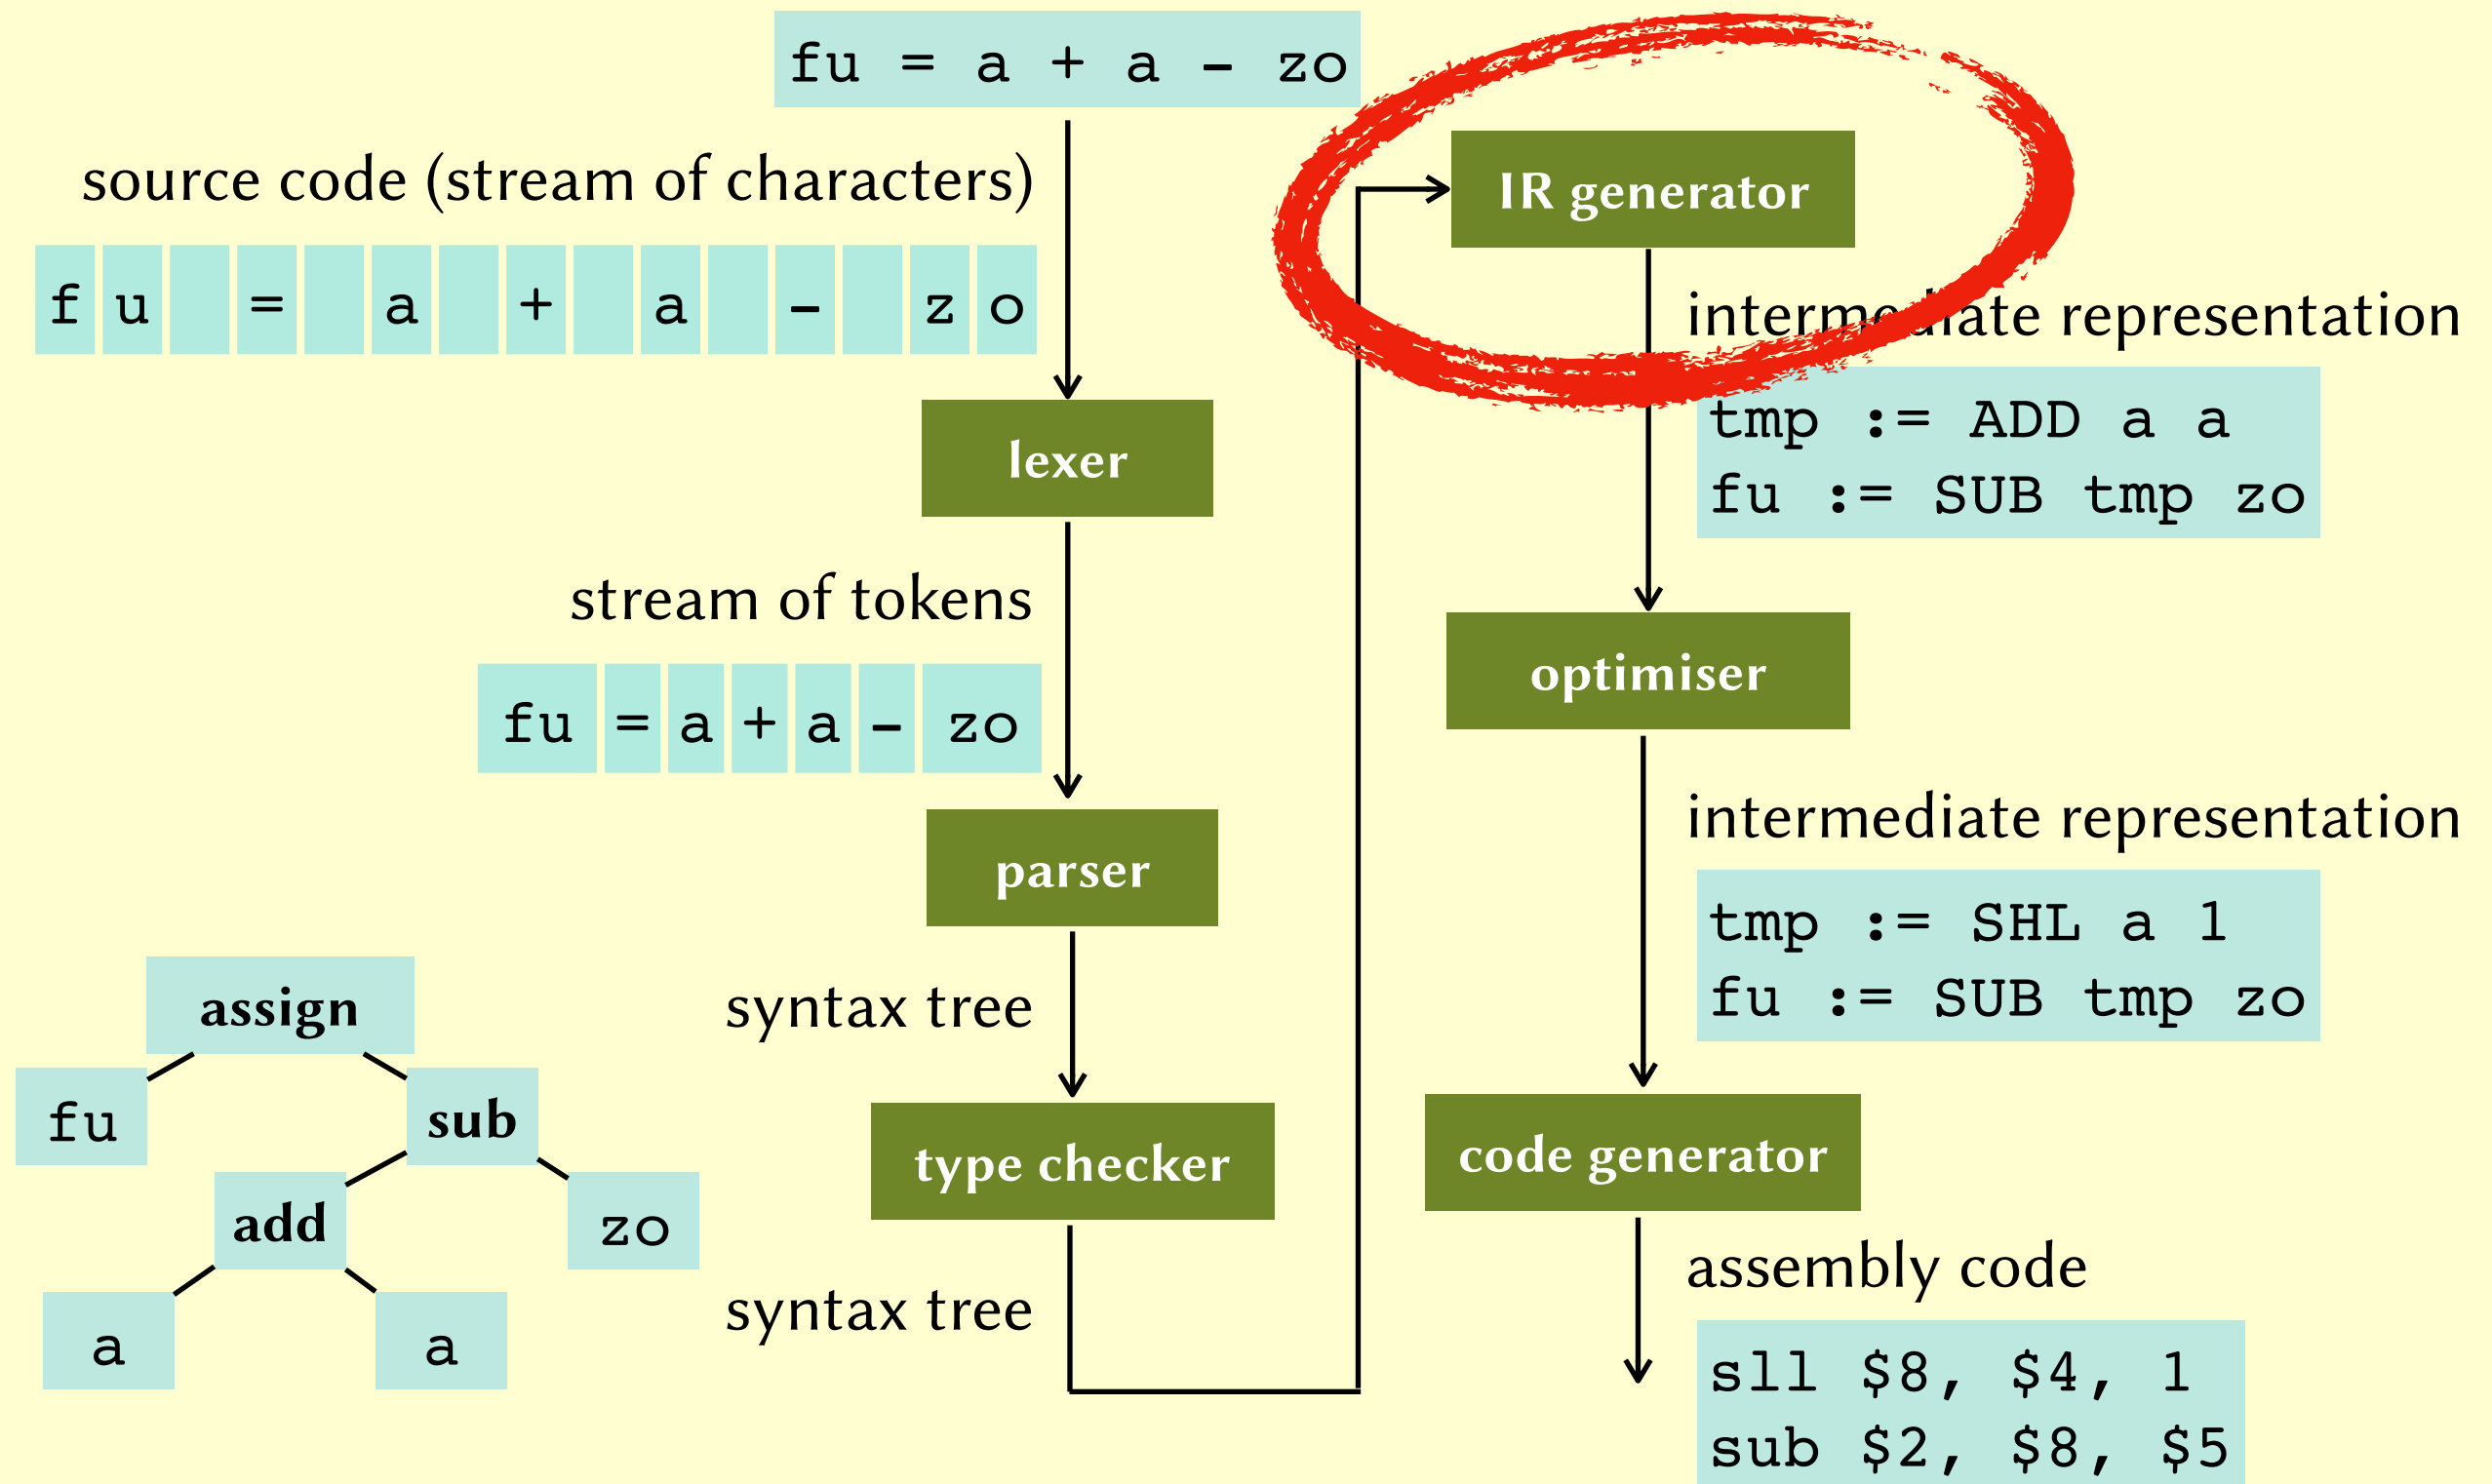 fu = a + a - zo
source code (stream of characters)
f u = a + a - z o
lexer
stream of tokens
fu = a + a - zo
parser
syntax tree
assign
fu sub
add zo
a a
type checker
syntax tree
IR generator
intermediate representation
tmp := ADD a a
fu := SUB tmp zo
optimiser
intermediate representation
tmp := SHL a 1
fu := SUB tmp zo
code generator
assembly code
sll $8, $4, 1
sub $2, $8, $5